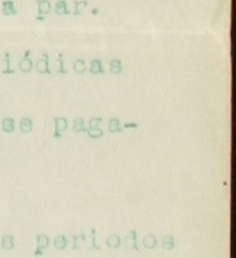 a par.
iódicas
se paga-
s periodos